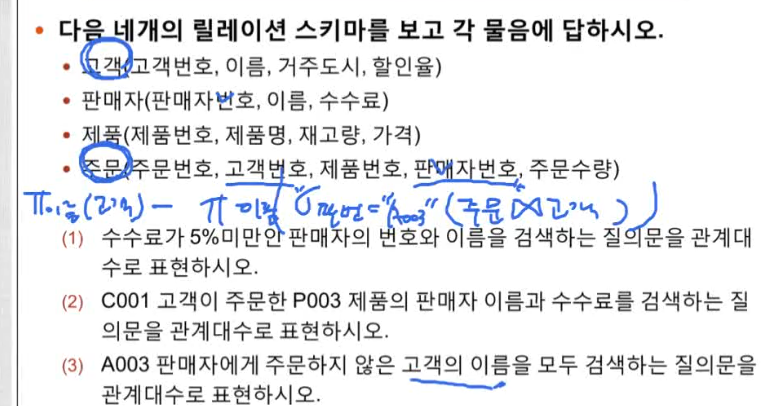 • 다음 네개의 릴레이션 스키마를 보고 각 물음에 답하시오.
• 고객(고객번호, 이름, 거주도시, 할인율)
• 판매자(판매자번호, 이름, 수수료)
• 제품(제품번호, 제품명, 재고량, 가격)
• 주문(주문번호, 고객번호, 제품번호, 판매자번호, 주문수량)
π이름(고객) - π이름(σ판번="A003"(주문⋈고객))
(1) 수수료가 5%미만인 판매자의 번호와 이름을 검색하는 질의문을 관계대
수로 표현하시오.
(2) C001 고객이 주문한 P003 제품의 판매자 이름과 수수료를 검색하는 질
의문을 관계대수로 표현하시오.
(3) A003 판매자에게 주문하지 않은 고객의 이름을 모두 검색하는 질의문을
관계대수로 표현하시오.